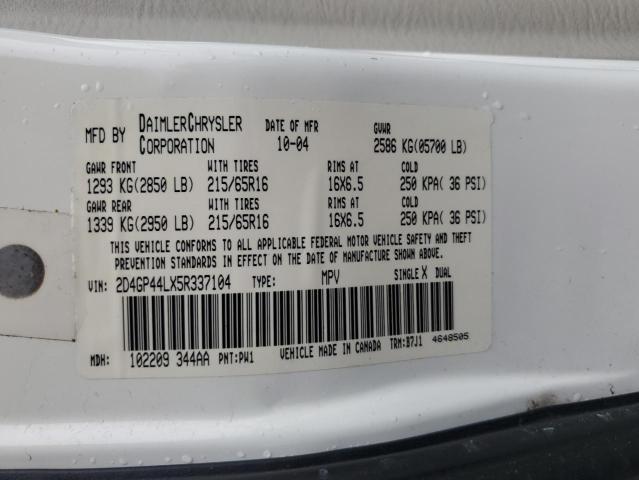 MFD BY DAIMLERCHRYSLER CORPORATION DATE OF MFR 10-04 GVWR 2586 KG(05700 LB)
GAWR FRONT WITH TIRES RIMS AT COLD
1293 KG(2850 LB) 215/65R16 16X6.5 250 KPA( 36 PSI)
GAWR REAR WITH TIRES RIMS AT COLD
1339 KG(2950 LB) 215/65R16 16X6.5 250 KPA( 36 PSI)
THIS VEHICLE CONFORMS TO ALL APPLICABLE FEDERAL MOTOR VEHICLE SAFETY AND THEFT
PREVENTION STANDARDS IN EFFECT ON THE DATE OF MANUFACTURE SHOWN ABOVE.
VIN: 2D4GP44LX5R337104 TYPE: MPV SINGLE X DUAL
MDH: 102209 344AA PNT:PW1 VEHICLE MADE IN CANADA TRM:B7J1 4648505